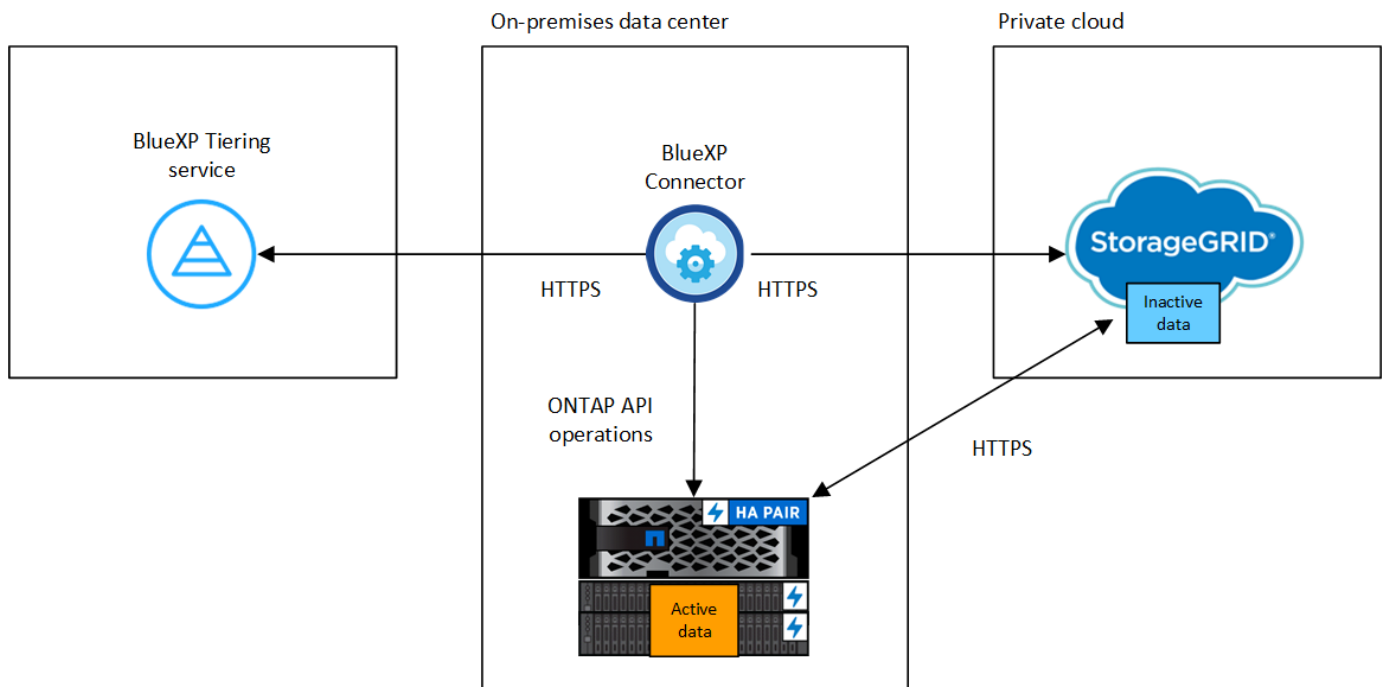 On-premises data center
Private cloud
BlueXP Tiering
service
BlueXP
Connector
StorageGRID®
Inactive
data
HTTPS
HTTPS
ONTAP API
operations
HTTPS
HA PAIR
Active
data